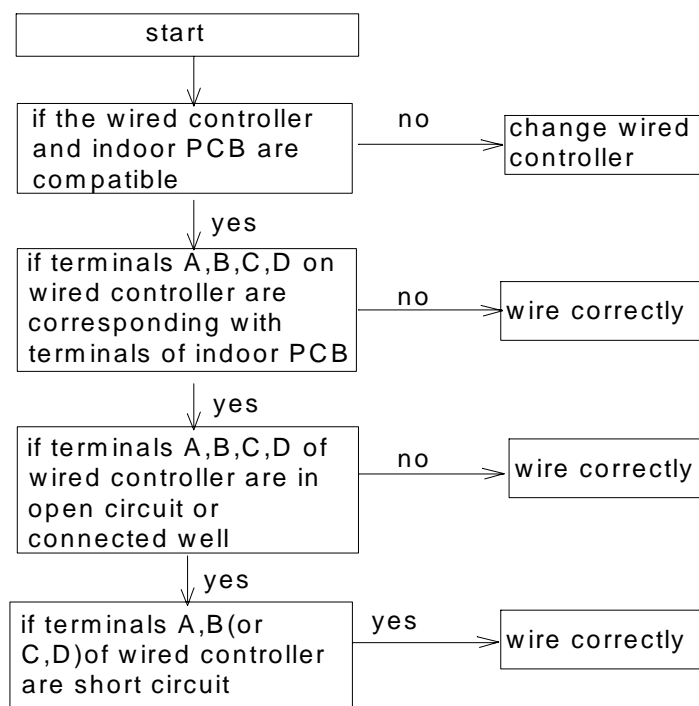 start
if the wired controller
and indoor PCB are
compatible
no
change wired
controller
yes
if terminals A,B,C,D on
wired controller are
corresponding with
terminals of indoor PCB
no
wire correctly
yes
if terminals A,B,C,D of
wired controller are in
open circuit or
connected well
no
wire correctly
yes
if terminals A,B(or
C,D)of wired controller
are short circuit
yes
wire correctly